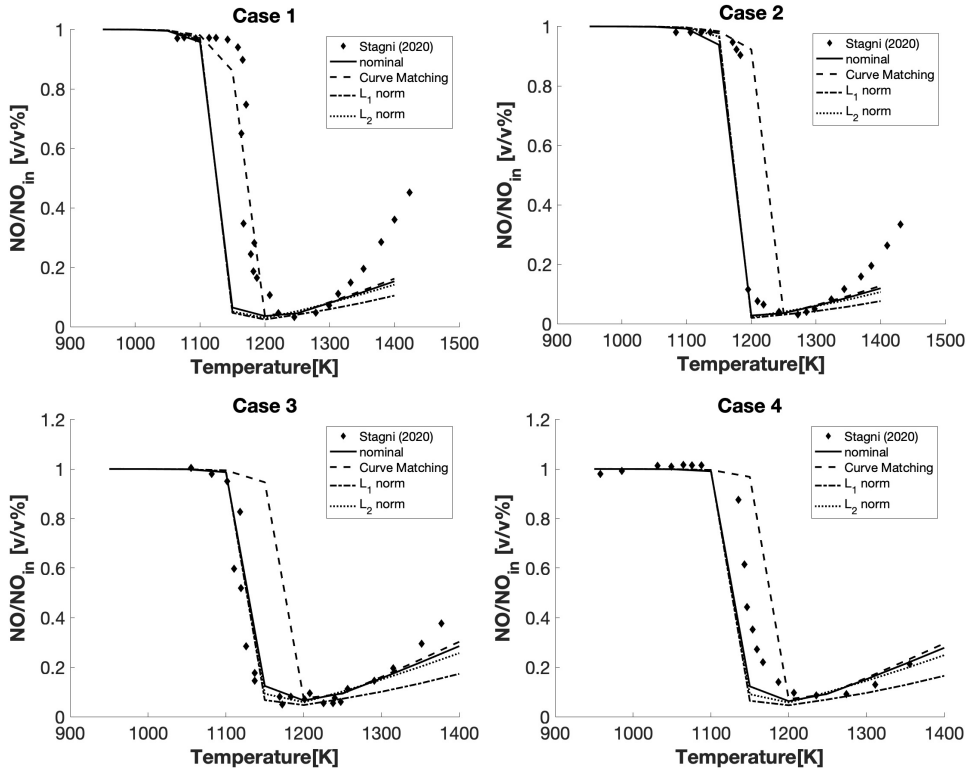 Case 1
NO/NO_in [v/v%]
1
0.8
0.6
0.4
0.2
0
900 1000 1100 1200 1300 1400 1500
Temperature[K]
Stagni (2020)
nominal
Curve Matching
L1 norm
L2 norm
Case 2
NO/NO_in [v/v%]
1
0.8
0.6
0.4
0.2
0
900 1000 1100 1200 1300 1400 1500
Temperature[K]
Stagni (2020)
nominal
Curve Matching
L1 norm
L2 norm
Case 3
NO/NO_in [v/v%]
1.2
1
0.8
0.6
0.4
0.2
0
900 1000 1100 1200 1300 1400
Temperature[K]
Stagni (2020)
nominal
Curve Matching
L1 norm
L2 norm
Case 4
NO/NO_in [v/v%]
1.2
1
0.8
0.6
0.4
0.2
0
900 1000 1100 1200 1300 1400
Temperature[K]
Stagni (2020)
nominal
Curve Matching
L1 norm
L2 norm